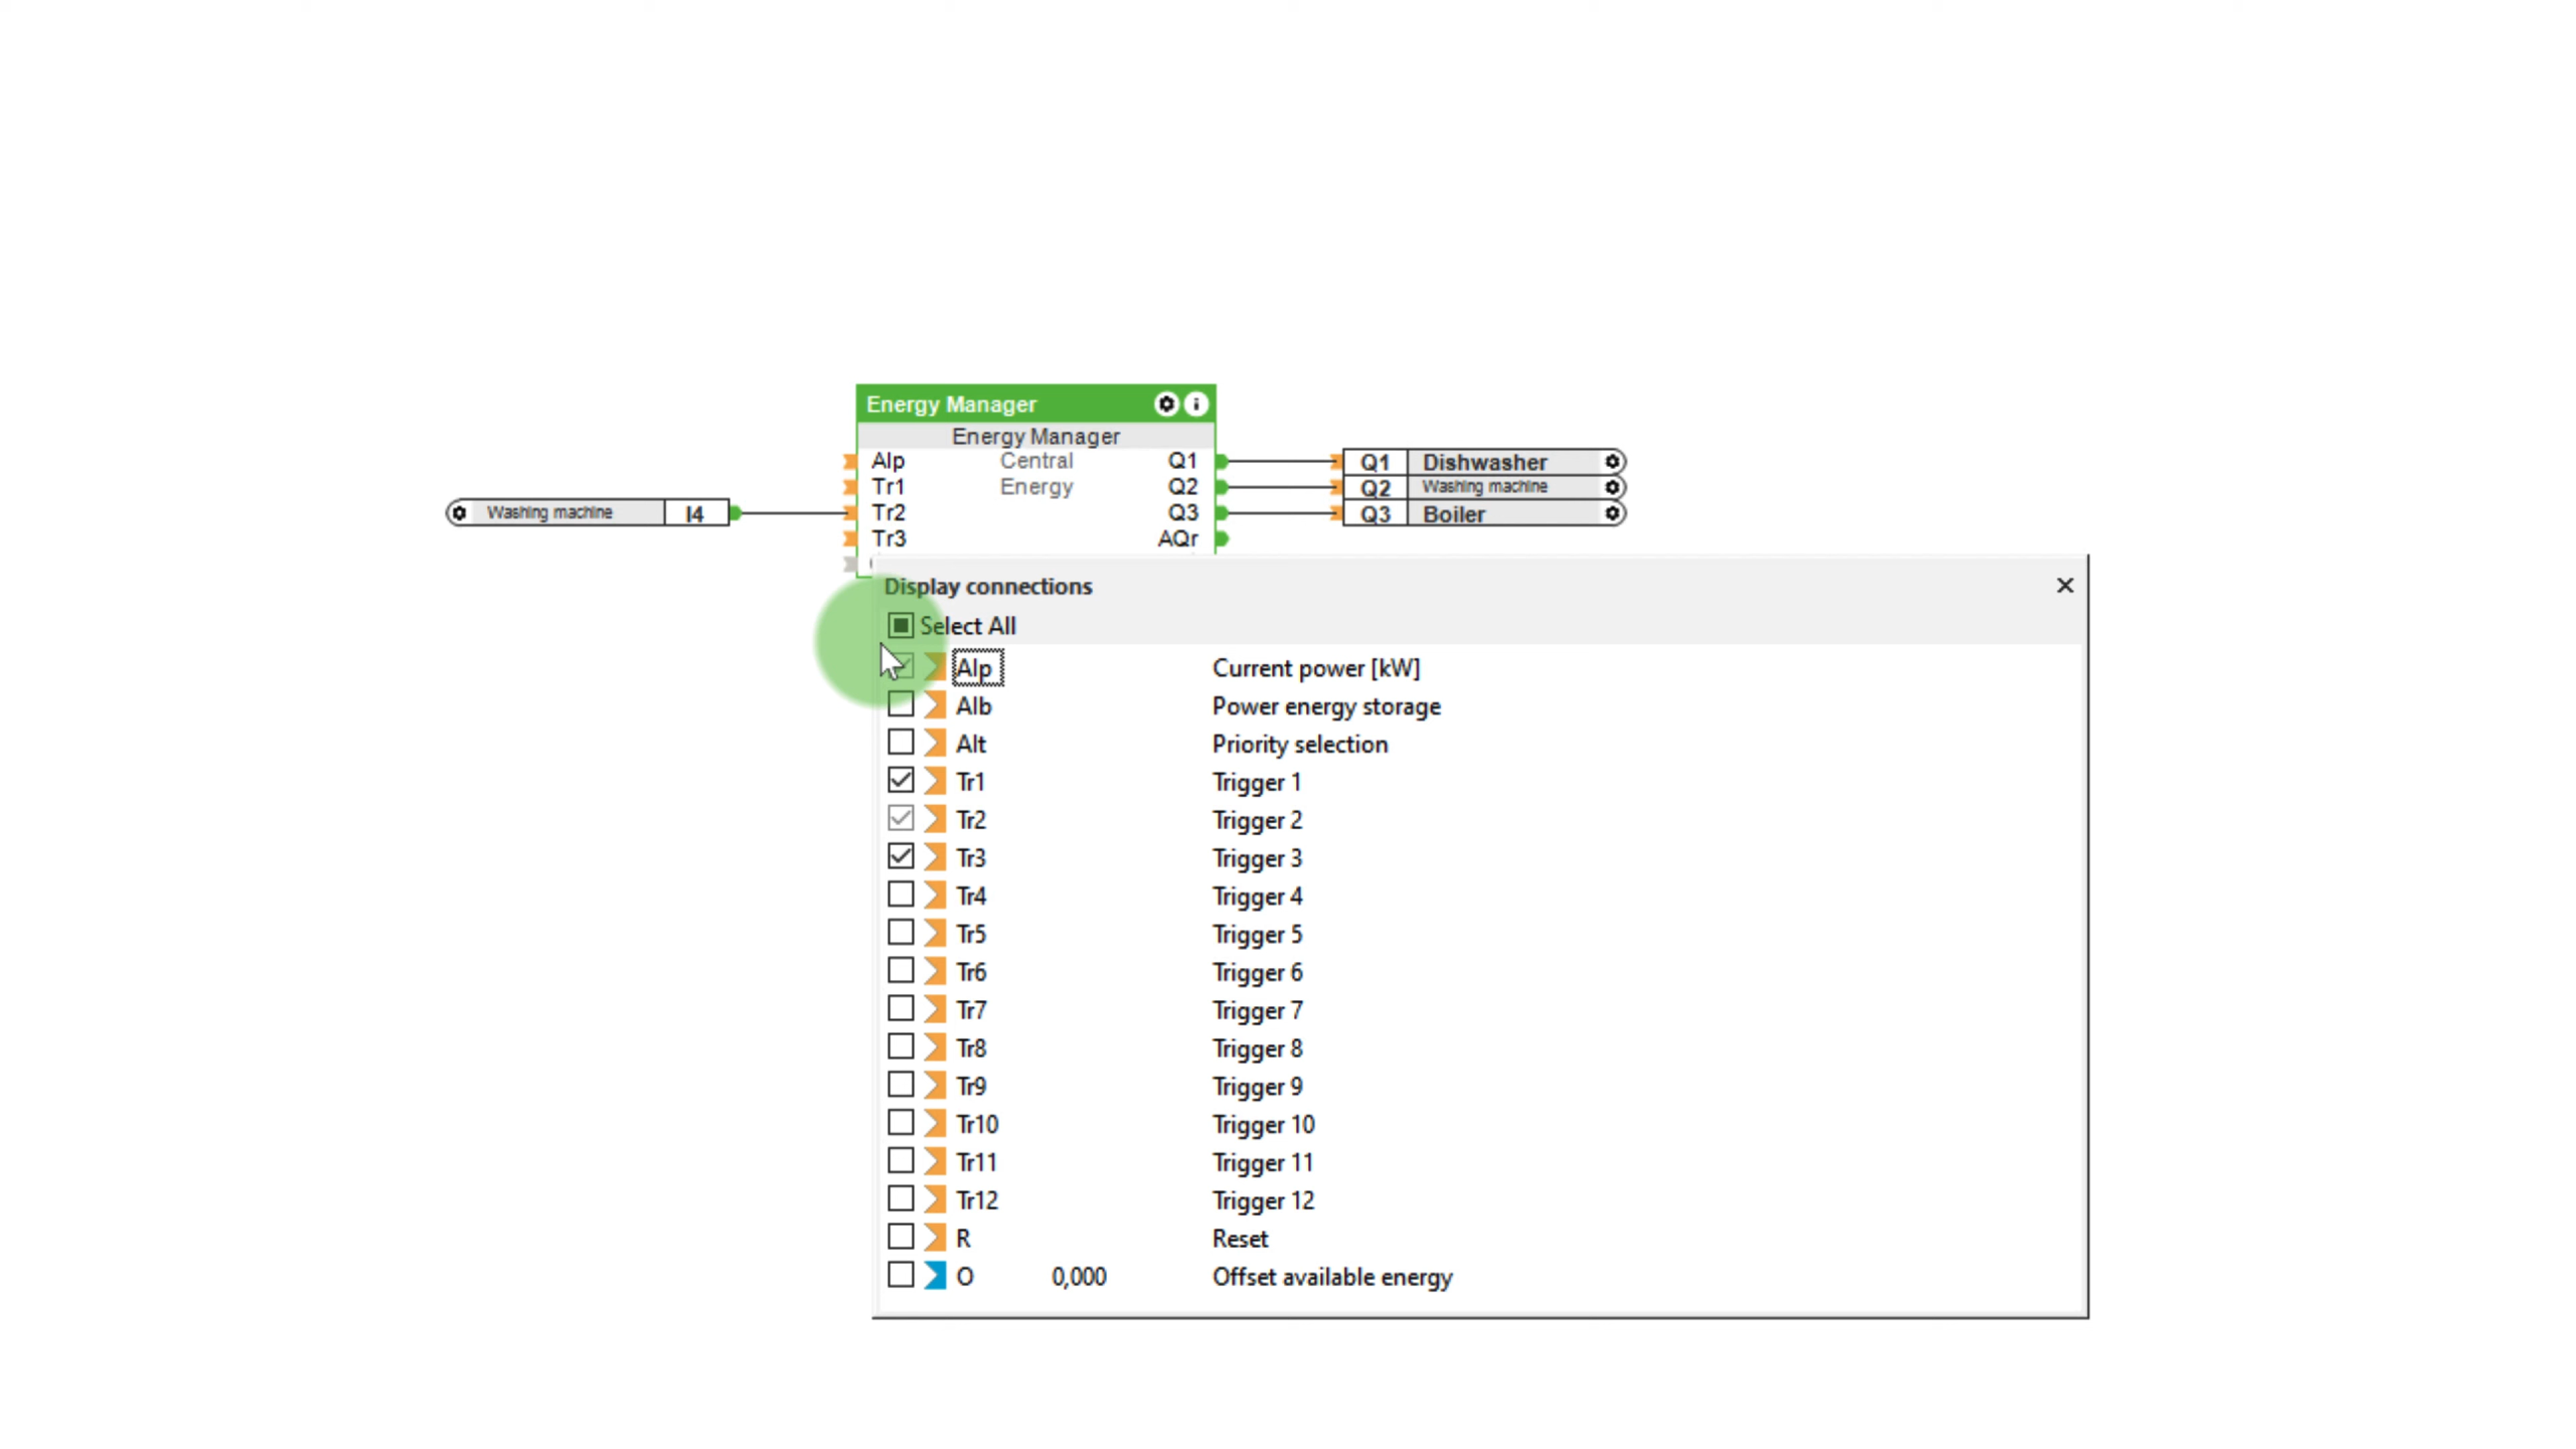 Energy Manager
Energy Manager
AIp Central Q1
Tr1 Energy Q2
Tr2 Q3
Tr3 AQr
Washing machine I4
Q1 Dishwasher
Q2 Washing machine
Q3 Boiler
Display connections
Select All
AIp Current power [kW]
AIb Power energy storage
AIt Priority selection
Tr1 Trigger 1
Tr2 Trigger 2
Tr3 Trigger 3
Tr4 Trigger 4
Tr5 Trigger 5
Tr6 Trigger 6
Tr7 Trigger 7
Tr8 Trigger 8
Tr9 Trigger 9
Tr10 Trigger 10
Tr11 Trigger 11
Tr12 Trigger 12
R Reset
O 0,000 Offset available energy